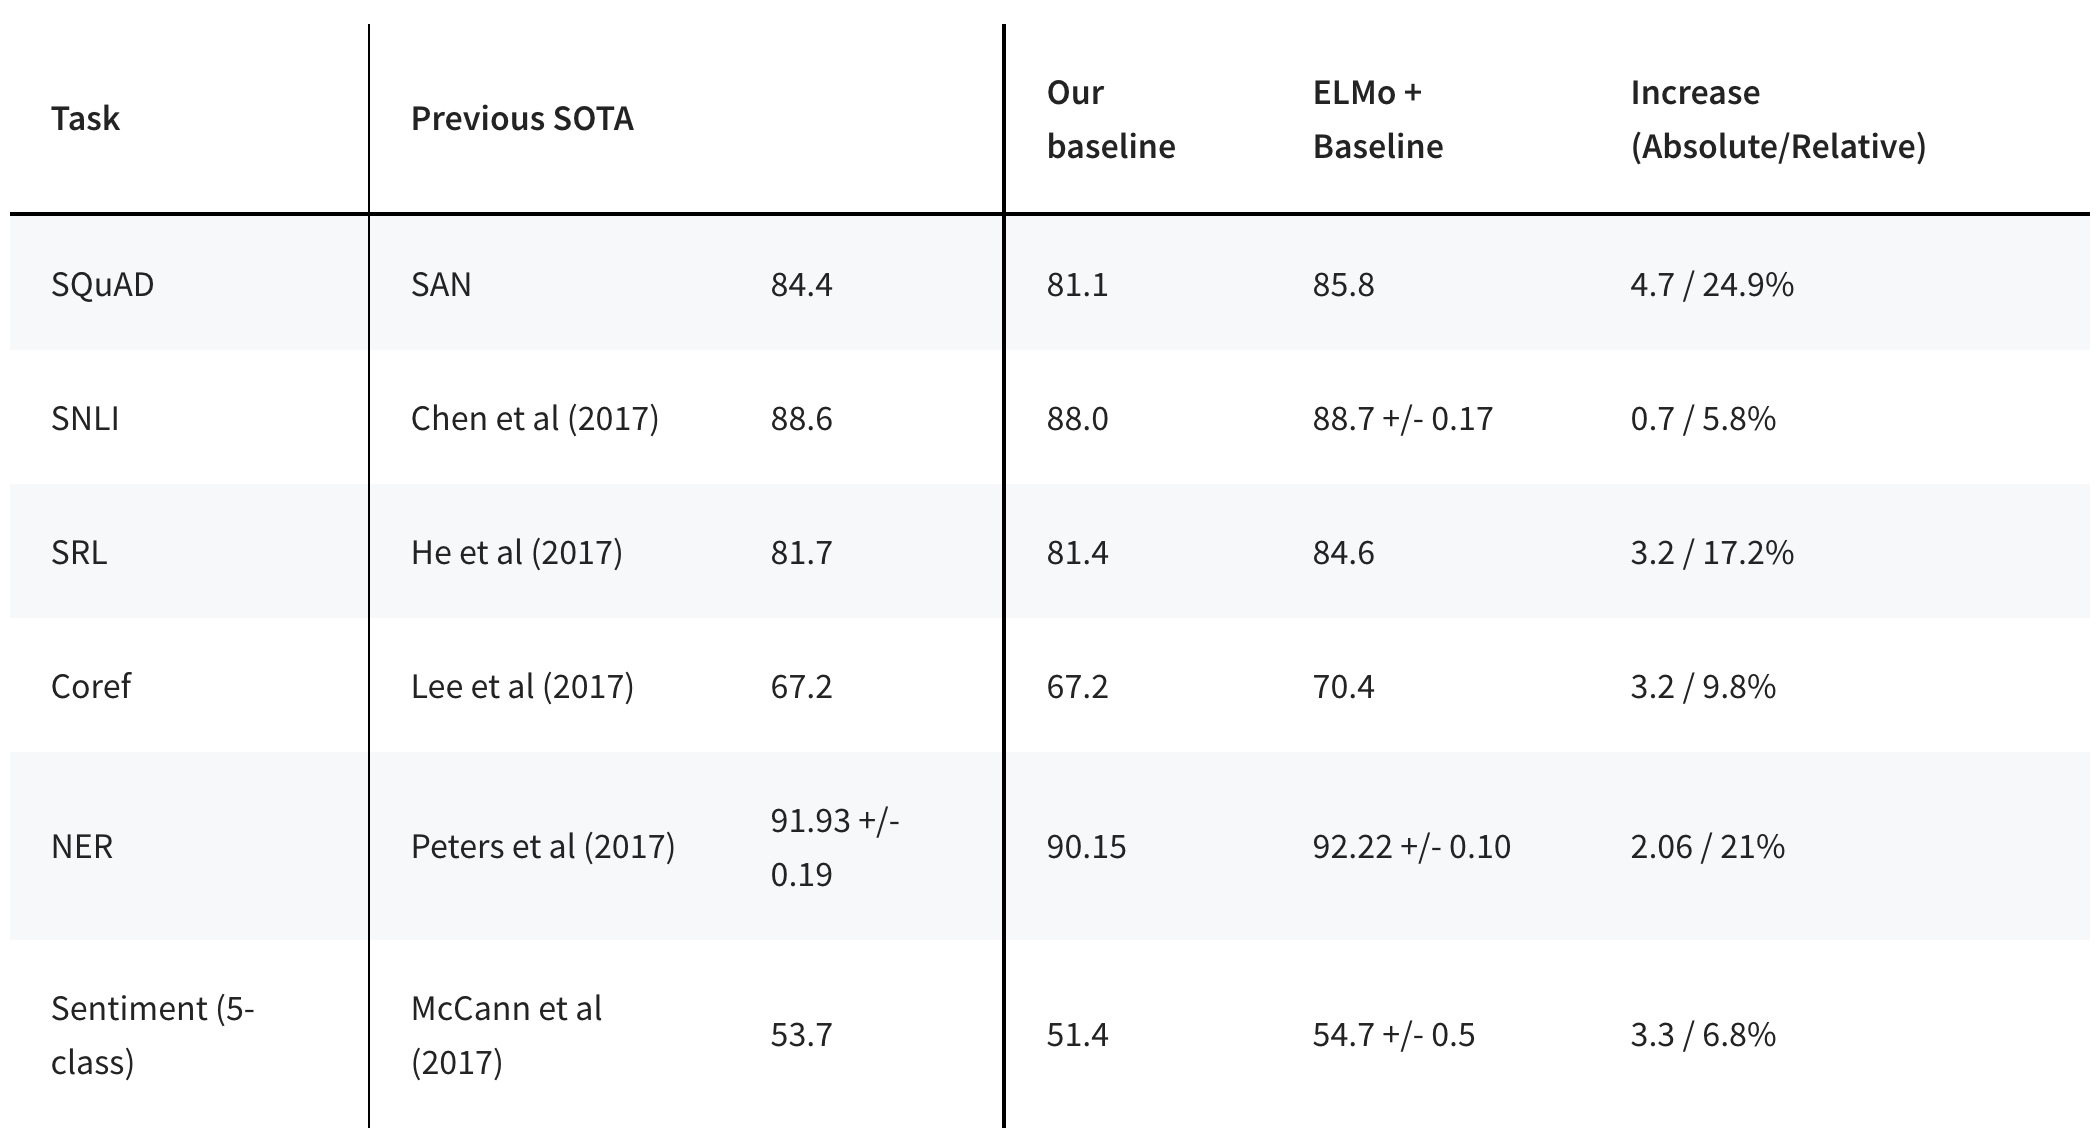 Task Previous SOTA Our baseline ELMo + Baseline Increase (Absolute/Relative)
SQuAD SAN 84.4 81.1 85.8 4.7 / 24.9%
SNLI Chen et al (2017) 88.6 88.0 88.7 +/- 0.17 0.7 / 5.8%
SRL He et al (2017) 81.7 81.4 84.6 3.2 / 17.2%
Coref Lee et al (2017) 67.2 67.2 70.4 3.2 / 9.8%
NER Peters et al (2017) 91.93 +/- 0.19 90.15 92.22 +/- 0.10 2.06 / 21%
Sentiment (5-class) McCann et al (2017) 53.7 51.4 54.7 +/- 0.5 3.3 / 6.8%